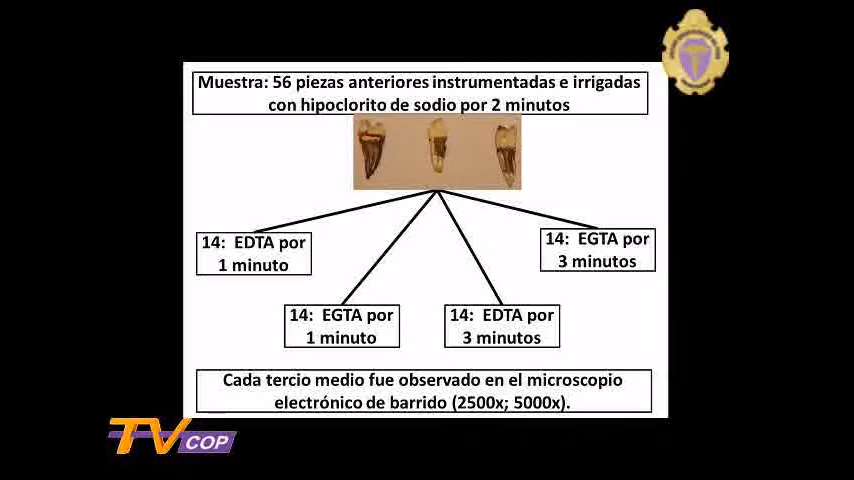 Muestra: 56 piezas anteriores instrumentadas e irrigadas
con hipoclorito de sodio por 2 minutos
14: EDTA por
1 minuto
14: EGTA por
3 minutos
14: EGTA por
1 minuto
14: EDTA por
3 minutos
Cada tercio medio fue observado en el microscopio
electrónico de barrido (2500x; 5000x).
TV COP